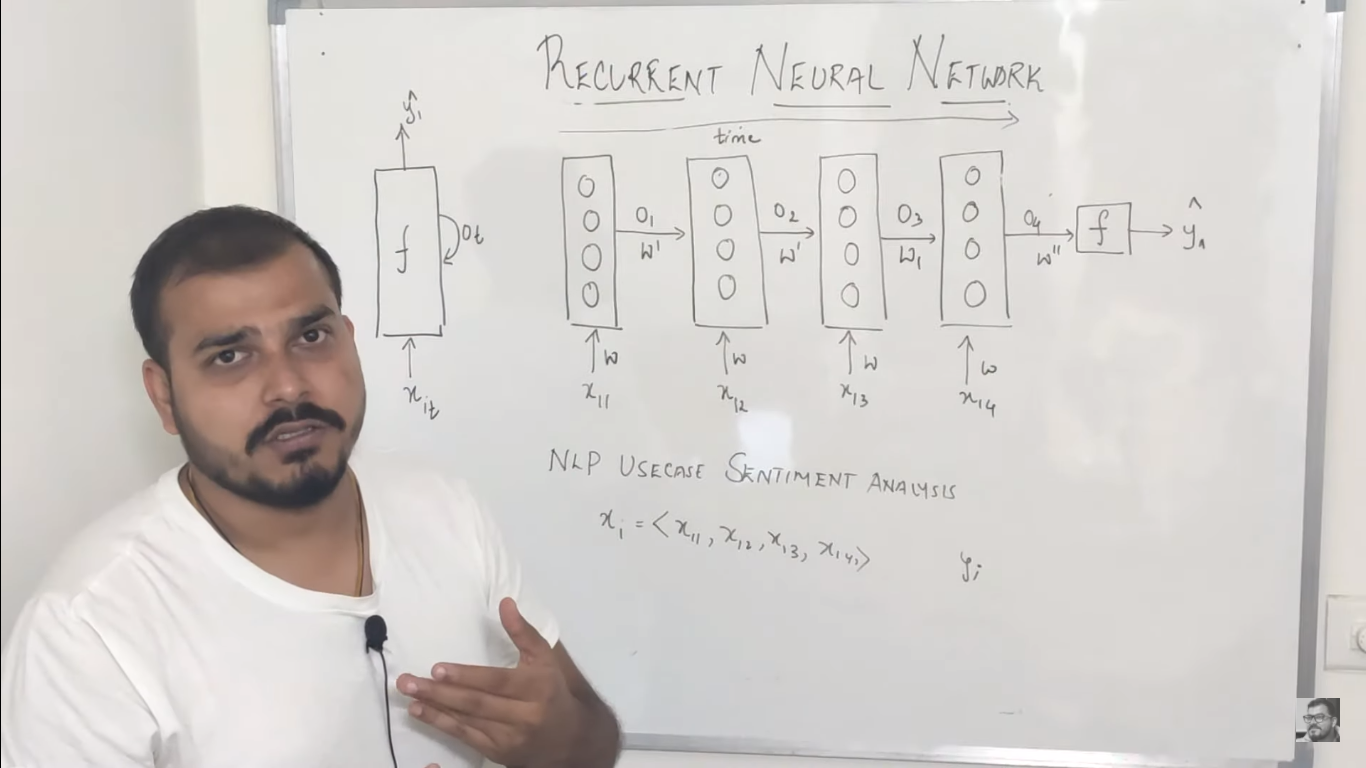 RECURRENT NEURAL NETWORK
time
ŷ₁
f
Oₜ
xᵢₜ
O₁ O₂ O₃ O₄
W' W' W₁ W''
f
ŷ₁
W W W W
x₁₁ x₁₂ x₁₃ x₁₄
NLP USECASE SENTIMENT ANALYSIS
xᵢ = <x₁₁, x₁₂, x₁₃, x₁₄,>
yᵢ